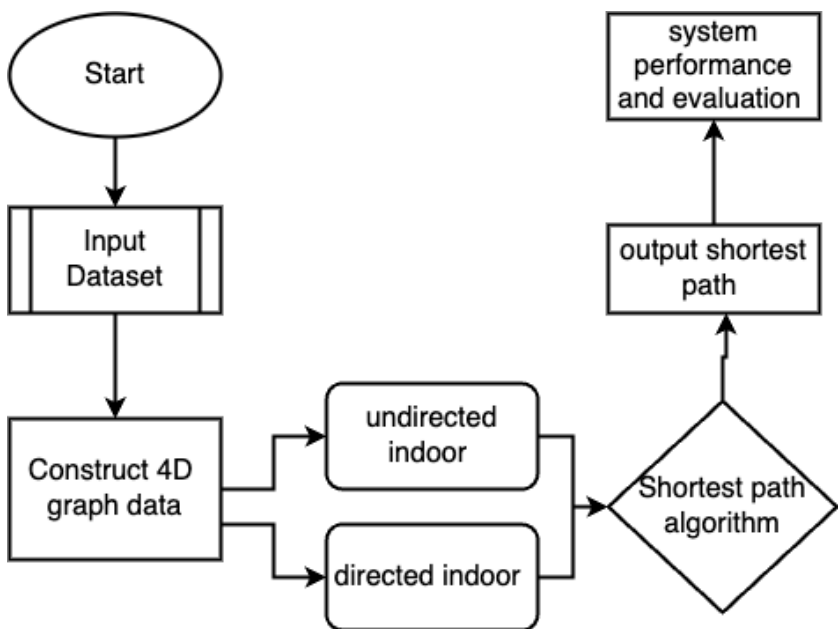 Start
Input
Dataset
Construct 4D
graph data
undirected
indoor
directed indoor
Shortest path
algorithm
output shortest
path
system
performance
and evaluation